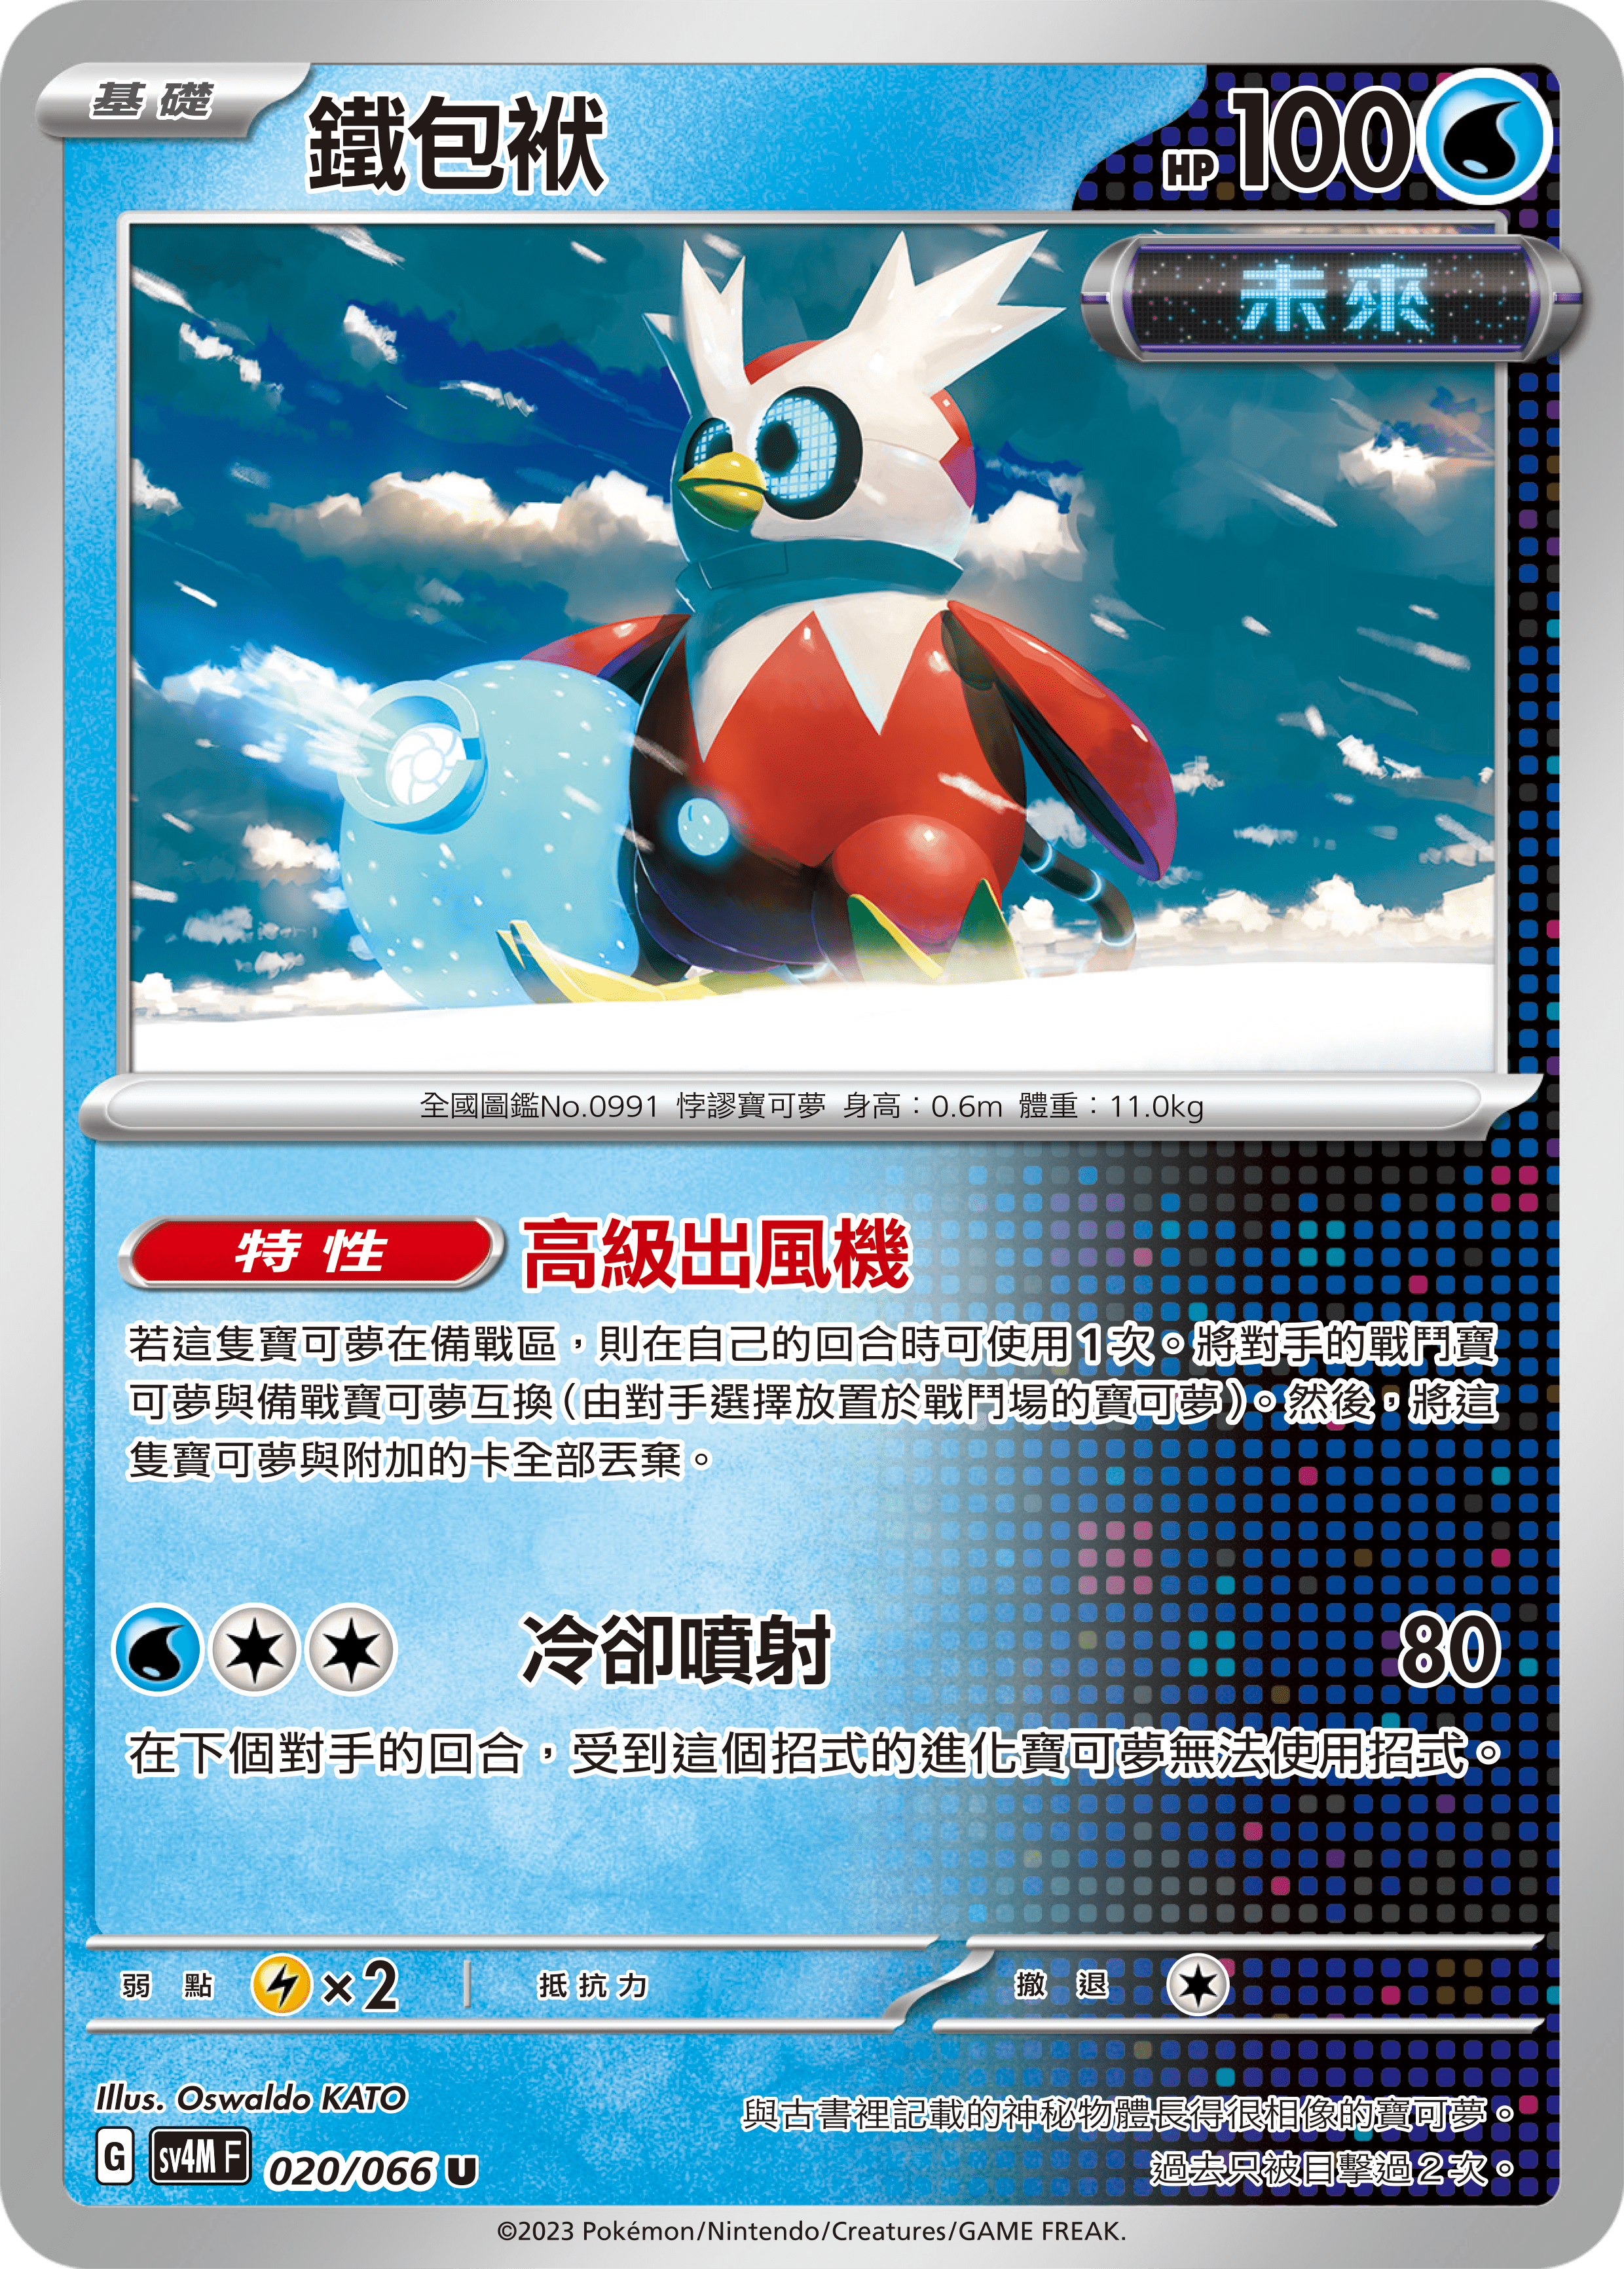 基礎
鐵包袱
HP 100
未來
全國圖鑑No.0991 悖謬寶可夢 身高：0.6m 體重：11.0kg
特性 高級出風機
若這隻寶可夢在備戰區，則在自己的回合時可使用1次。將對手的戰鬥寶
可夢與備戰寶可夢互換（由對手選擇放置於戰鬥場的寶可夢）。然後，將這
隻寶可夢與附加的卡全部丟棄。
冷卻噴射 80
在下個對手的回合，受到這個招式的進化寶可夢無法使用招式。
弱點 ×2 抵抗力 撤退
Illus. Oswaldo KATO
G sv4M F 020/066 U
與古書裡記載的神秘物體長得很相像的寶可夢。
過去只被目擊過2次。
©2023 Pokémon/Nintendo/Creatures/GAME FREAK.